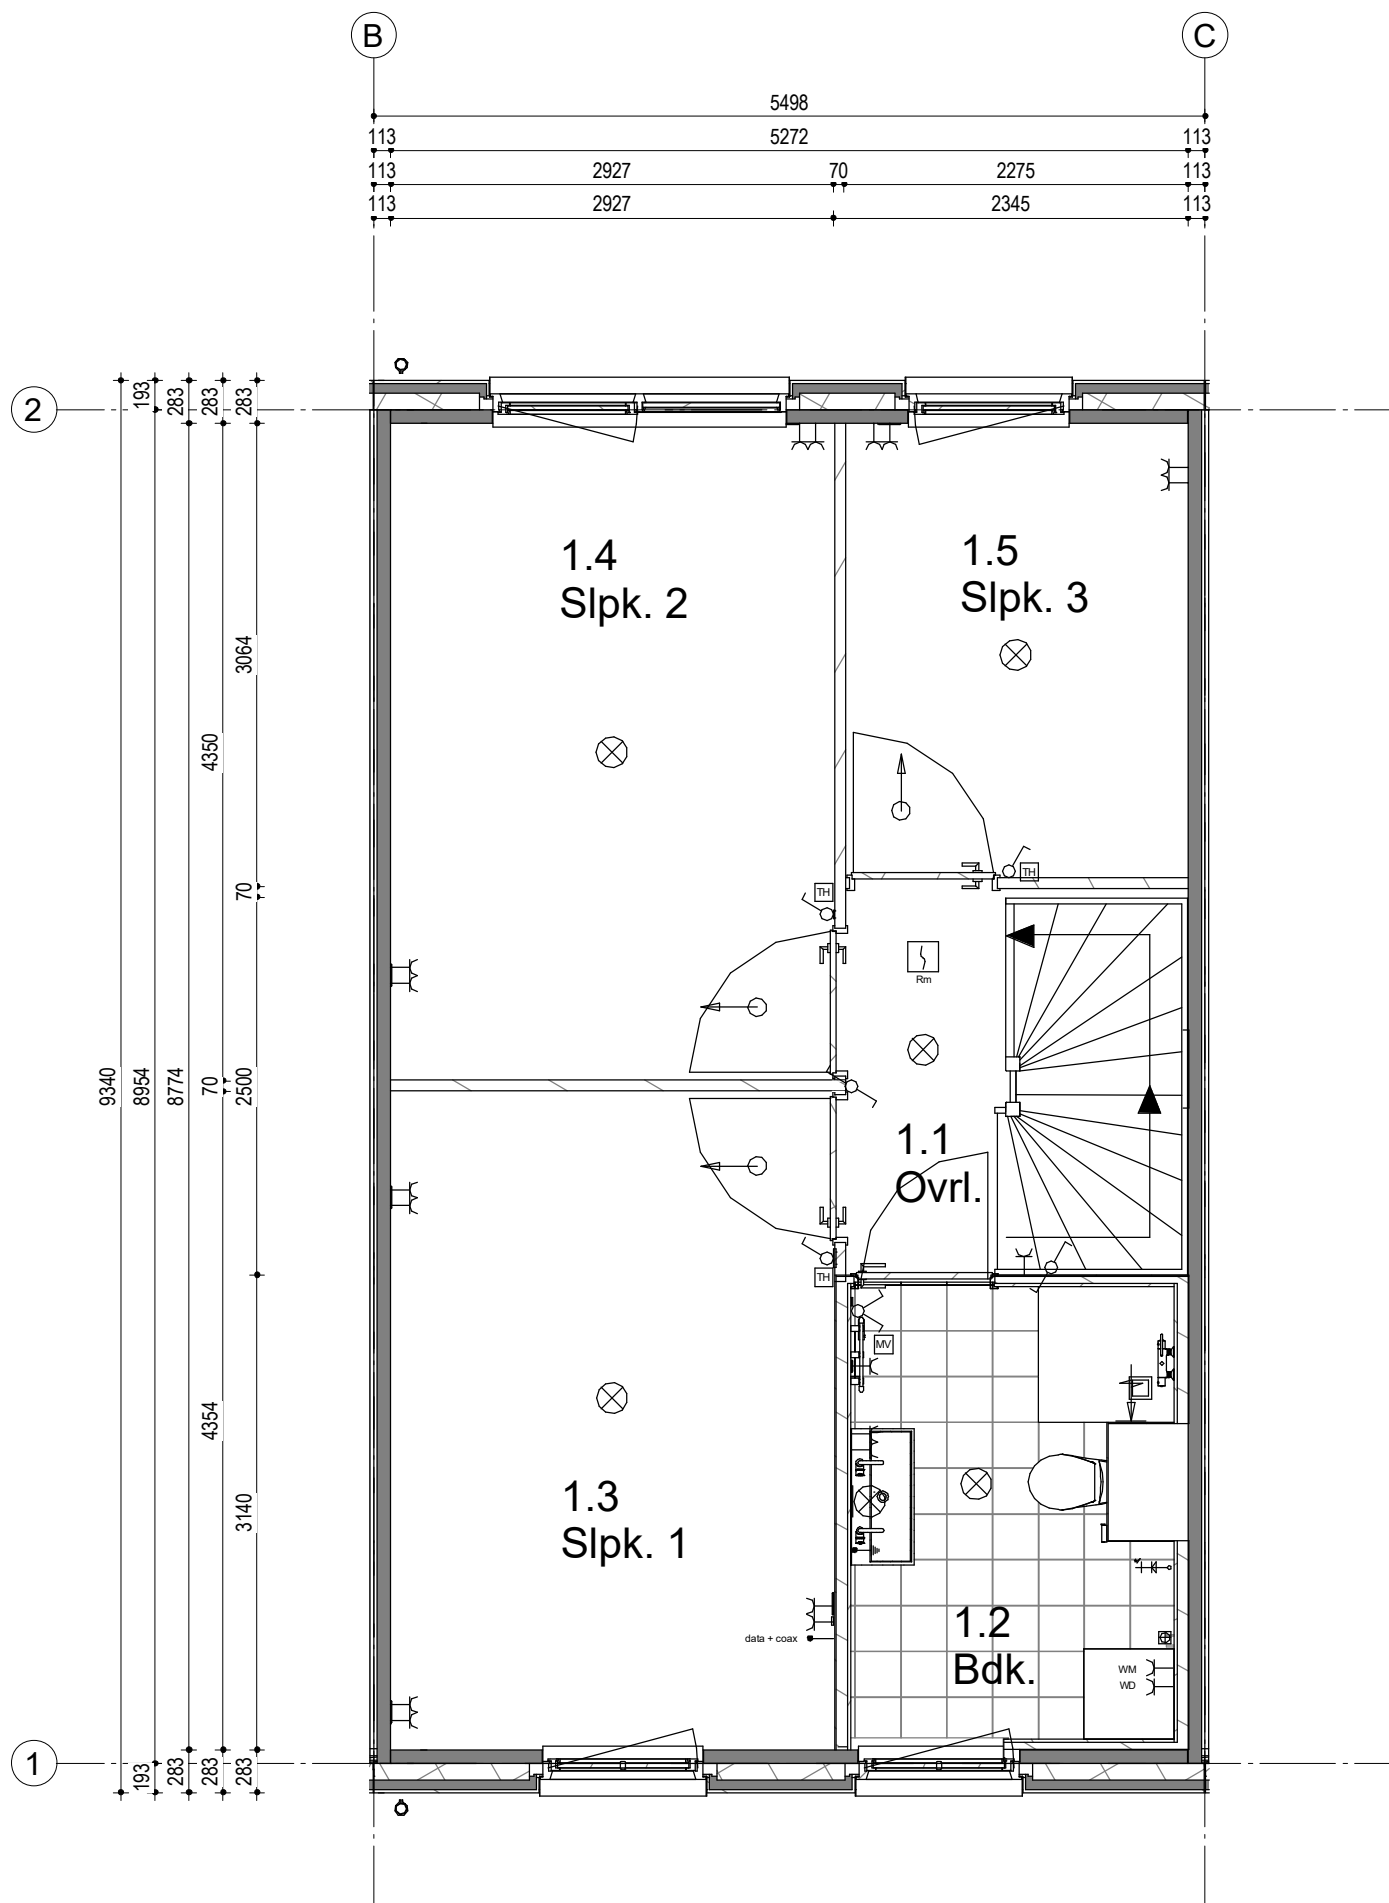 B
C
5498
113
5272
113
113
2927
70
2275
113
113
2927
2345
113
2
193
283
283
283
3064
4350
70
9340
8954
8774
70
2500
4354
3140
193
283
283
283
1
1.4
Slpk. 2
1.5
Slpk. 3
TH
TH
Rm
1.1
Ovrl.
TH
MV
1.3
Slpk. 1
data + coax
1.2
Bdk.
WM
WD